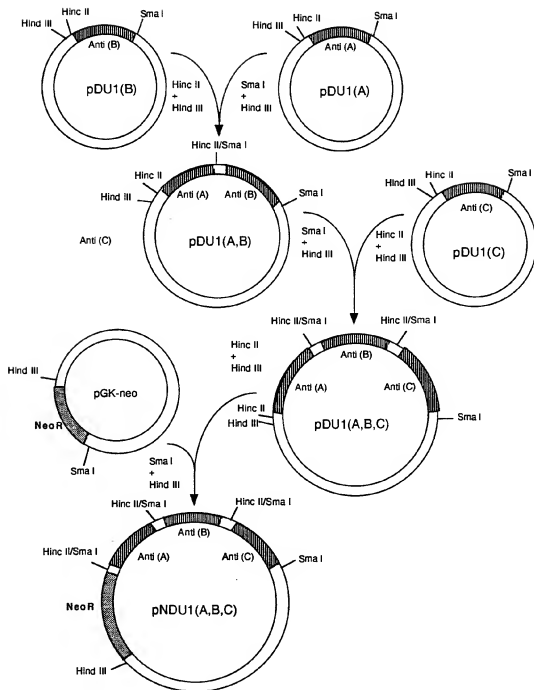 Hinc II
Hind III
Sma I
Anti (B)
pDU1(B)
Hinc II
Hind III
Sma I
Anti (A)
pDU1(A)
Hinc II
+
Hind III
Sma I
+
Hind III
Hinc II/Sma I
Hinc II
Hind III
Anti (A)
Anti (B)
Sma I
pDU1(A,B)
Anti (C)
Hinc II
Hind III
Sma I
Anti (C)
pDU1(C)
Sma I
+
Hind III
Hinc II
+
Hind III
Hinc II/Sma I
Hinc II/Sma I
Hinc II
+
Hind III
Anti (B)
Anti (A)
Anti (C)
Hinc II
Hind III
Sma I
pDU1(A,B,C)
Hind III
pGK-neo
NeoR
Sma I
Sma I
+
Hind III
Hinc II/Sma I
Hinc II/Sma I
Anti (B)
Hinc II/Sma I
Anti (A)
Anti (C)
Sma I
NeoR
pNDU1(A,B,C)
Hind III